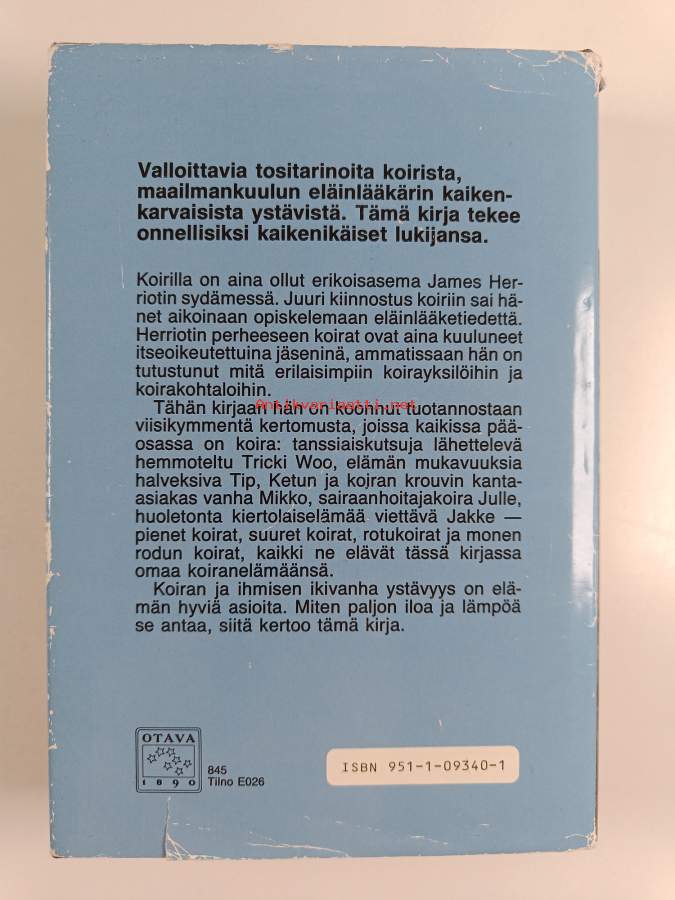 Valloittavia tositarinoita koirista,
maailmankuulun eläinlääkärin kaiken-
karvaisista ystävistä. Tämä kirja tekee
onnellisiksi kaikenikäiset lukijansa.
Koirilla on aina ollut erikoisasema James Her-
riotin sydämessä. Juuri kiinnostus koiriin sai hä-
net aikoinaan opiskelemaan eläinlääketiedettä.
Herriotin perheeseen koirat ovat aina kuuluneet
itseoikeutettuina jäseninä, ammatissaan hän on
tutustunut mitä erilaisimpiin koirayksilöihin ja
koirakohtaloihin.
Antikvariaatti.net
Tähän kirjaan hän on koonnut tuotannostaan
viisikymmentä kertomusta, joissa kaikissa pää-
osassa on koira: tanssiaiskutsuja lähettelevä
hemmoteltu Tricki Woo, elämän mukavuuksia
halveksiva Tip, Ketun ja koiran krouvin kanta-
asiakas vanha Mikko, sairaanhoitajakoira Julle,
huoletonta kiertolaiselämää viettävä Jakke —
pienet koirat, suuret koirat, rotukoirat ja monen
rodun koirat, kaikki ne elävät tässä kirjassa
omaa koiranelämäänsä.
Koiran ja ihmisen ikivanha ystävyys on elä-
män hyviä asioita. Miten paljon iloa ja lämpöä
se antaa, siitä kertoo tämä kirja.
OTAVA
1890
845
Tilno E026
ISBN 951-1-09340-1